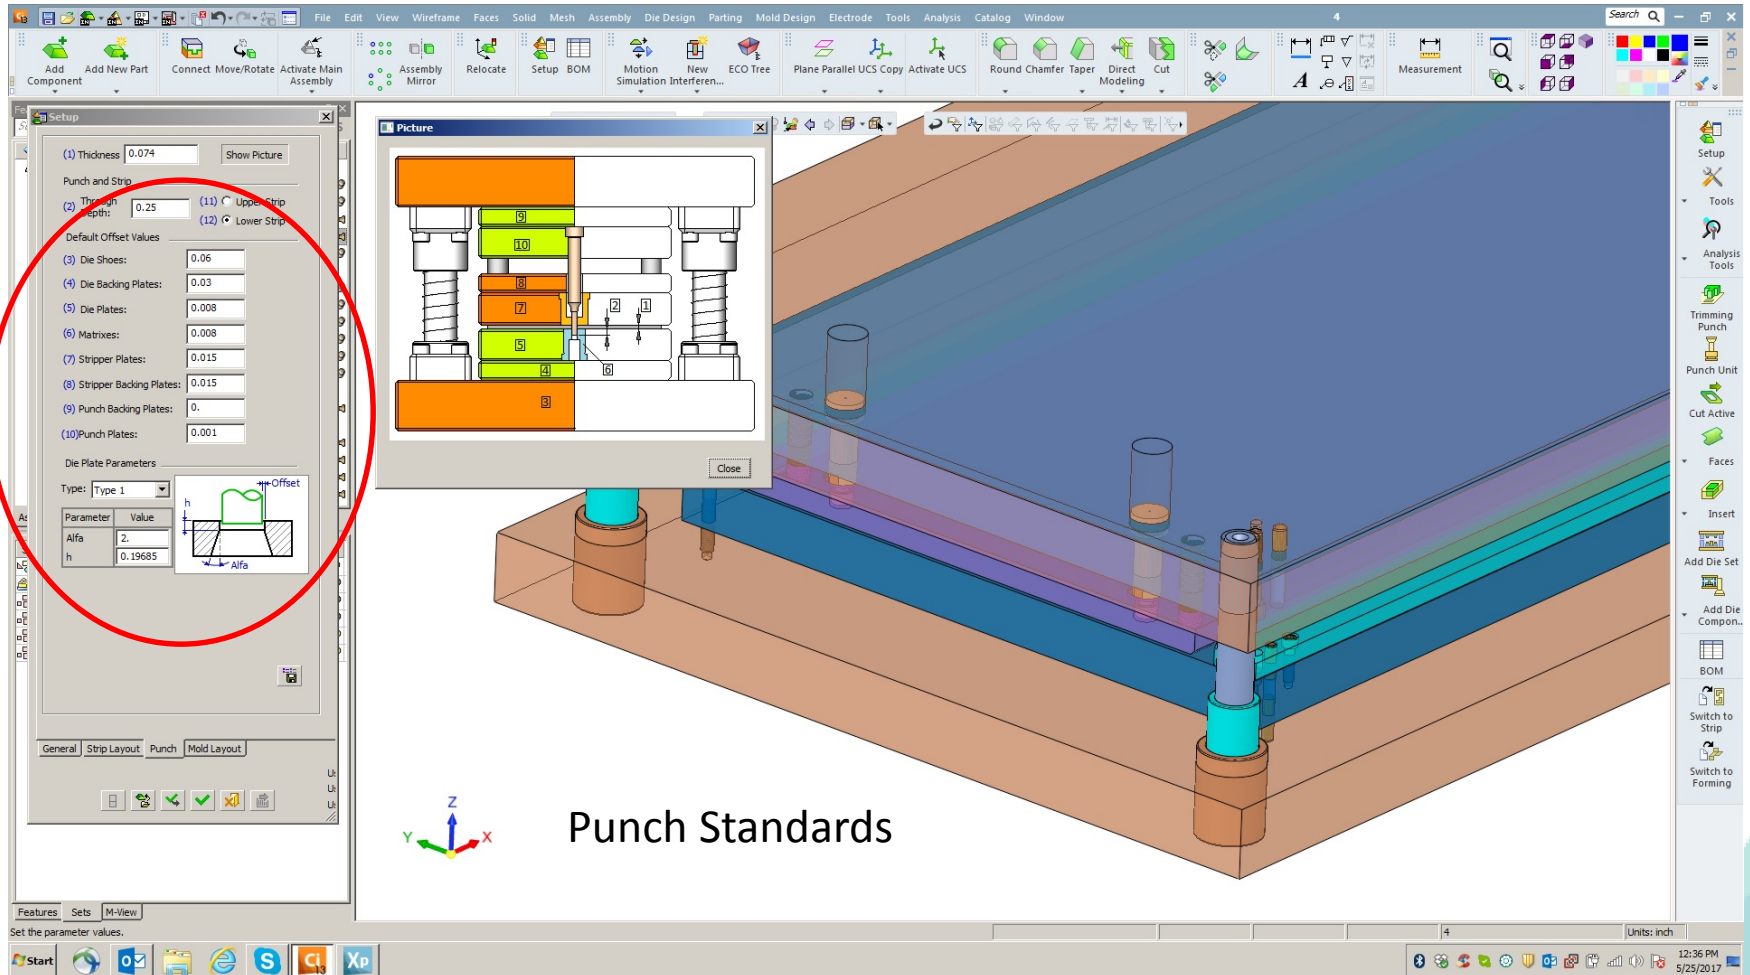 File Edit View Wireframe Faces Solid Mesh Assembly Die Design Parting Mold Design Electrode Tools Analysis Catalog Window
4
Search
Add Component
Add New Part
Connect
Move/Rotate
Activate Main Assembly
Assembly Mirror
Relocate
Setup
BOM
Motion Simulation
New Interferen...
ECO Tree
Plane
Parallel
UCS Copy
Activate UCS
Round
Chamfer
Taper
Direct Modeling
Cut
A
Measurement
Setup
(1) Thickness 0.074
Show Picture
Punch and Strip
(2) Through Depth: 0.25
(11) Upper Strip
(12) Lower Strip
Default Offset Values
(3) Die Shoes: 0.06
(4) Die Backing Plates: 0.03
(5) Die Plates: 0.008
(6) Matrixes: 0.008
(7) Stripper Plates: 0.015
(8) Stripper Backing Plates: 0.015
(9) Punch Backing Plates: 0.
(10)Punch Plates: 0.001
Die Plate Parameters
Type: Type 1
Parameter Value
Alfa 2.
h 0.19685
h
Offset
Alfa
General Strip Layout Punch Mold Layout
Features Sets M-View
Set the parameter values.
Picture
9
10
8
7
2
1
5
4
6
3
Close
Z
Y
X
Punch Standards
Setup
Tools
Analysis Tools
Trimming Punch
Punch Unit
Cut Active
Faces
Insert
Add Die Set
Add Die Compon..
BOM
Switch to Strip
Switch to Forming
4
Units: inch
Start
Ci
13
Xp
12:36 PM
5/25/2017